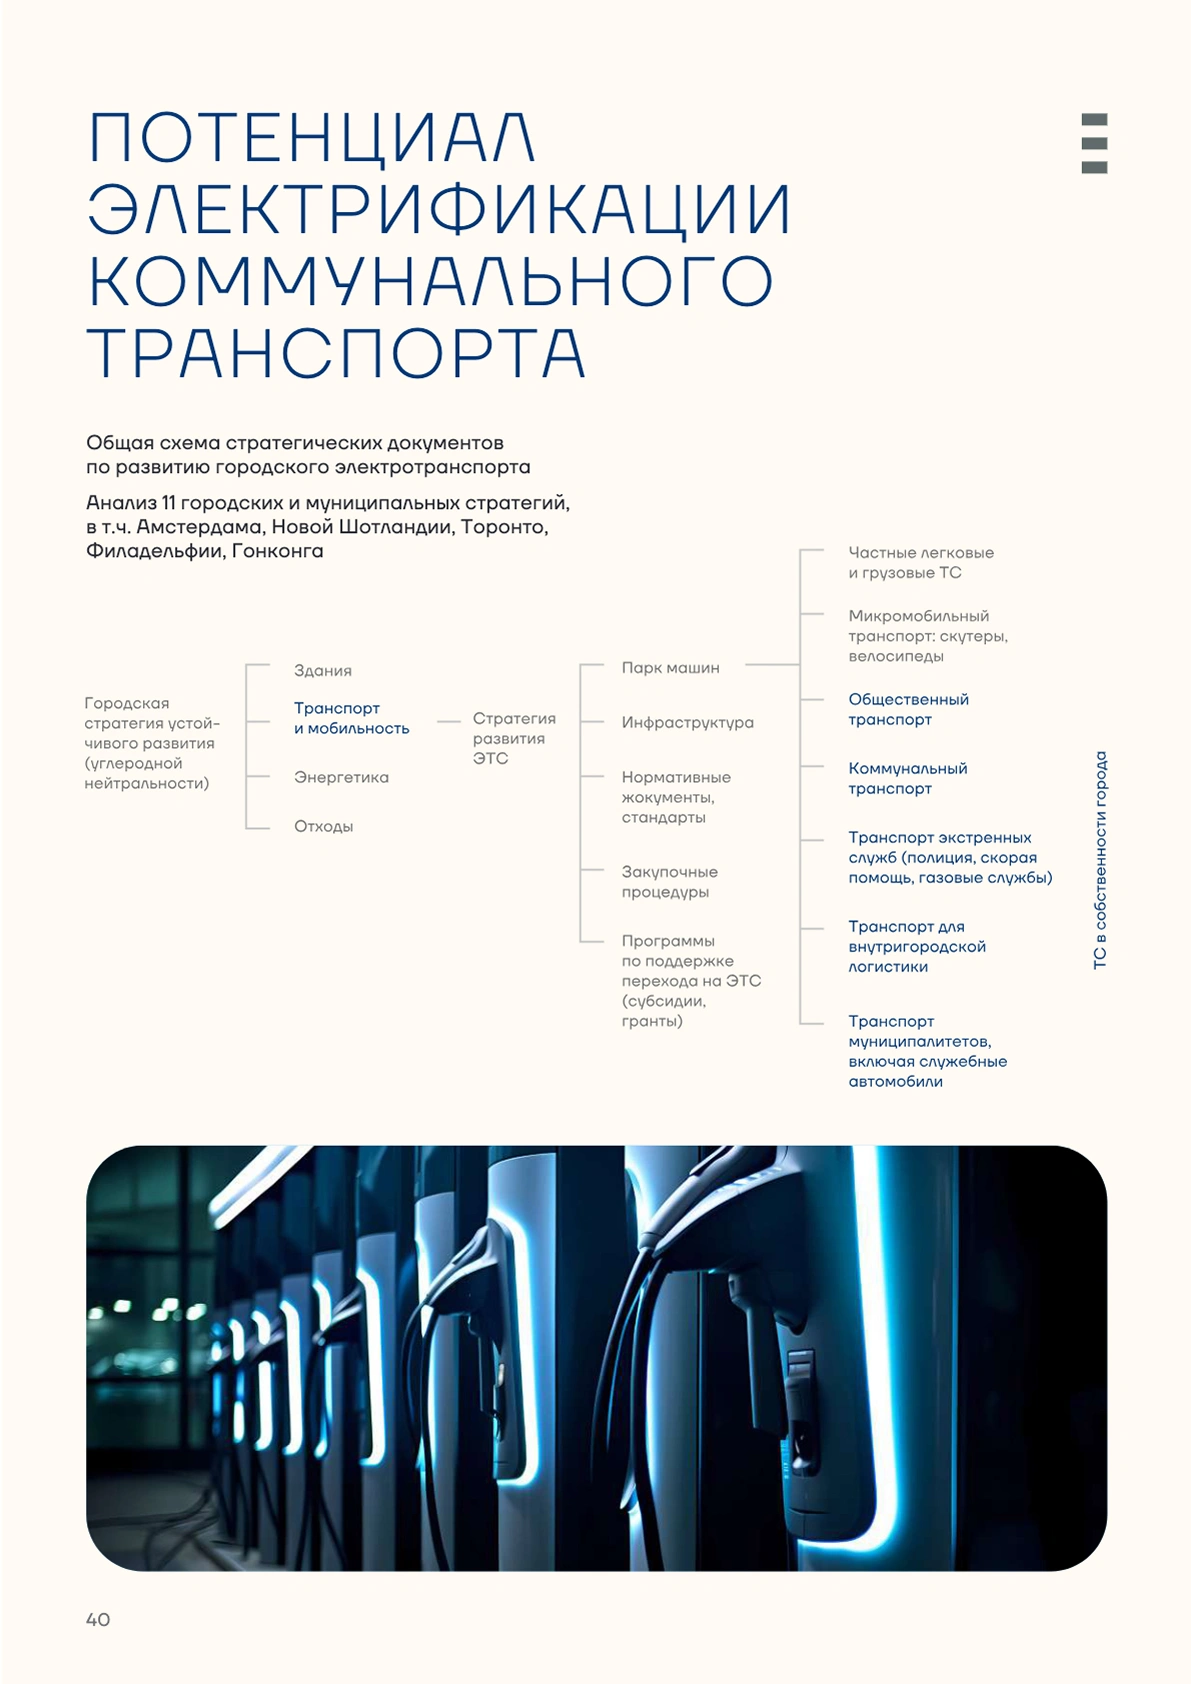 ПОТЕНЦИАЛ
ЭЛЕКТРИФИКАЦИИ
КОММУНАЛЬНОГО
ТРАНСПОРТА
Общая схема стратегических документов
по развитию городского электротранспорта
Анализ 11 городских и муниципальных стратегий,
в т.ч. Амстердама, Новой Шотландии, Торонто,
Филадельфии, Гонконга
Городская
стратегия устой-
чивого развития
(углеродной
нейтральности)
Здания
Транспорт
и мобильность
Энергетика
Отходы
Стратегия
развития
ЭТС
Парк машин
Инфраструктура
Нормативные
жокументы,
стандарты
Закупочные
процедуры
Программы
по поддержке
перехода на ЭТС
(субсидии,
гранты)
Частные легковые
и грузовые ТС
Микромобильный
транспорт: скутеры,
велосипеды
Общественный
транспорт
Коммунальный
транспорт
Транспорт экстренных
служб (полиция, скорая
помощь, газовые службы)
Транспорт для
внутригородской
логистики
Транспорт
муниципалитетов,
включая служебные
автомобили
ТС в собственности города
40